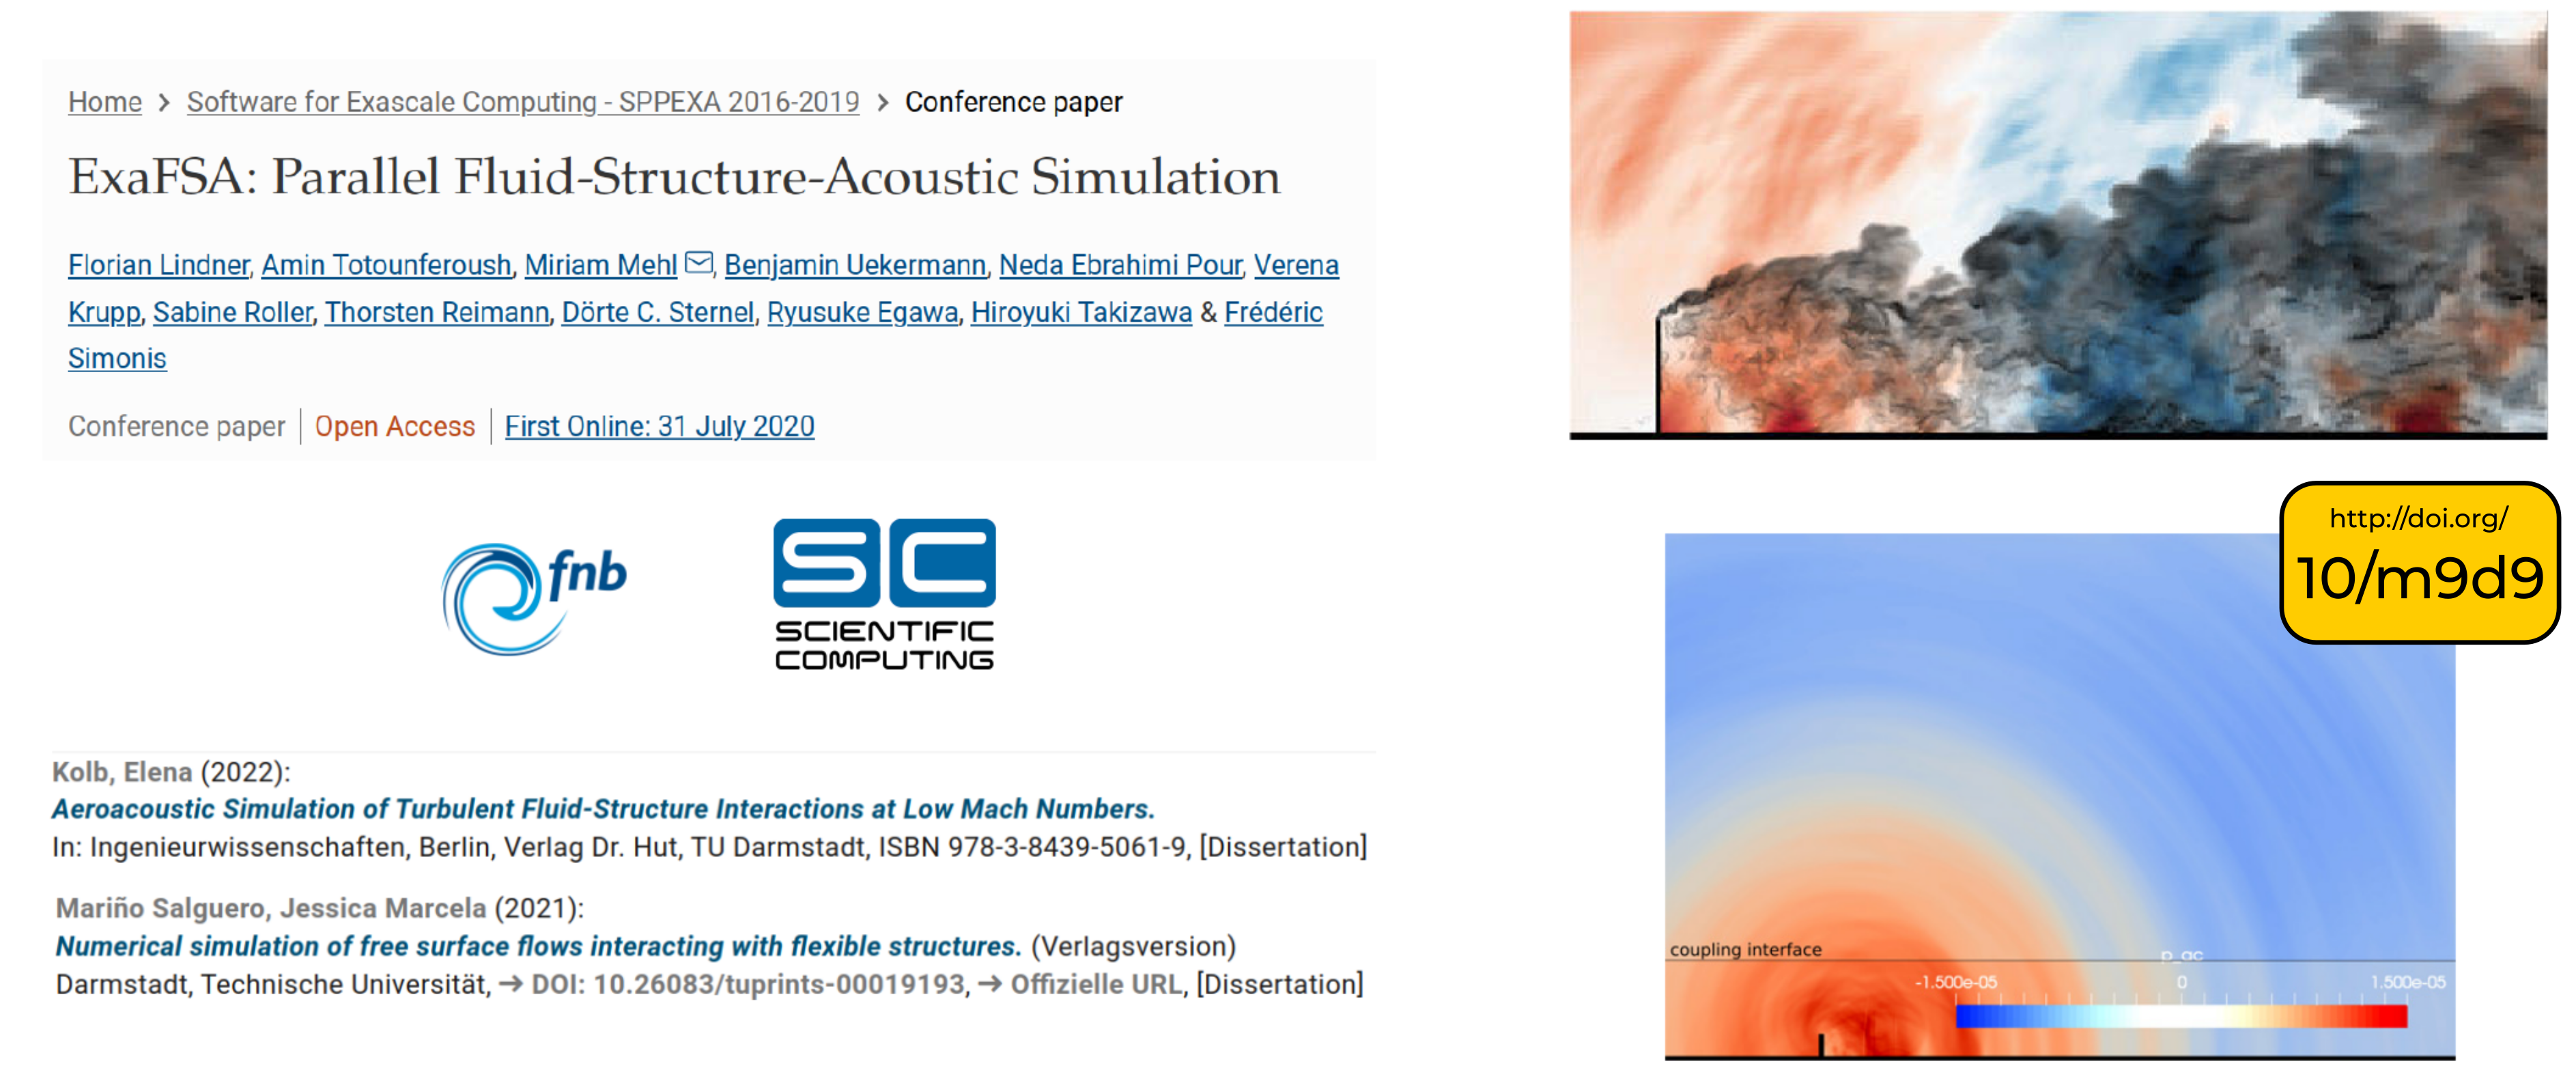 Home > Software for Exascale Computing - SPPEXA 2016-2019 > Conference paper
ExaFSA: Parallel Fluid-Structure-Acoustic Simulation
Florian Lindner, Amin Totounferoush, Miriam Mehl, Benjamin Uekermann, Neda Ebrahimi Pour, Verena
Krupp, Sabine Roller, Thorsten Reimann, Dörte C. Sternel, Ryusuke Egawa, Hiroyuki Takizawa & Frédéric
Simonis
Conference paper | Open Access | First Online: 31 July 2020
fnb
SC
SCIENTIFIC
COMPUTING
Kolb, Elena (2022):
Aeroacoustic Simulation of Turbulent Fluid-Structure Interactions at Low Mach Numbers.
In: Ingenieurwissenschaften, Berlin, Verlag Dr. Hut, TU Darmstadt, ISBN 978-3-8439-5061-9, [Dissertation]
Mariño Salguero, Jessica Marcela (2021):
Numerical simulation of free surface flows interacting with flexible structures. (Verlagsversion)
Darmstadt, Technische Universität, → DOI: 10.26083/tuprints-00019193, → Offizielle URL, [Dissertation]
http://doi.org/
10/m9d9
coupling interface
p_ac
-1.500e-05 0 1.500e-05